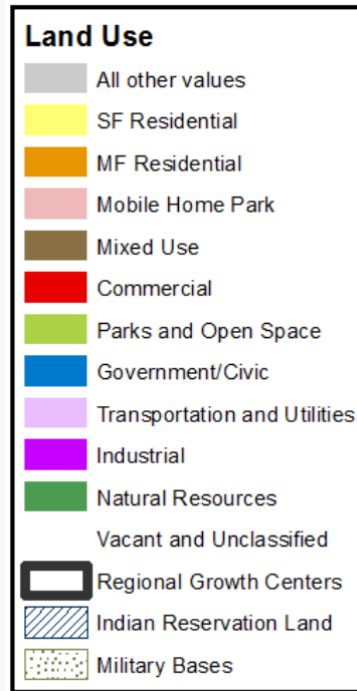 Land Use
All other values
SF Residential
MF Residential
Mobile Home Park
Mixed Use
Commercial
Parks and Open Space
Government/Civic
Transportation and Utilities
Industrial
Natural Resources
Vacant and Unclassified
Regional Growth Centers
Indian Reservation Land
Military Bases